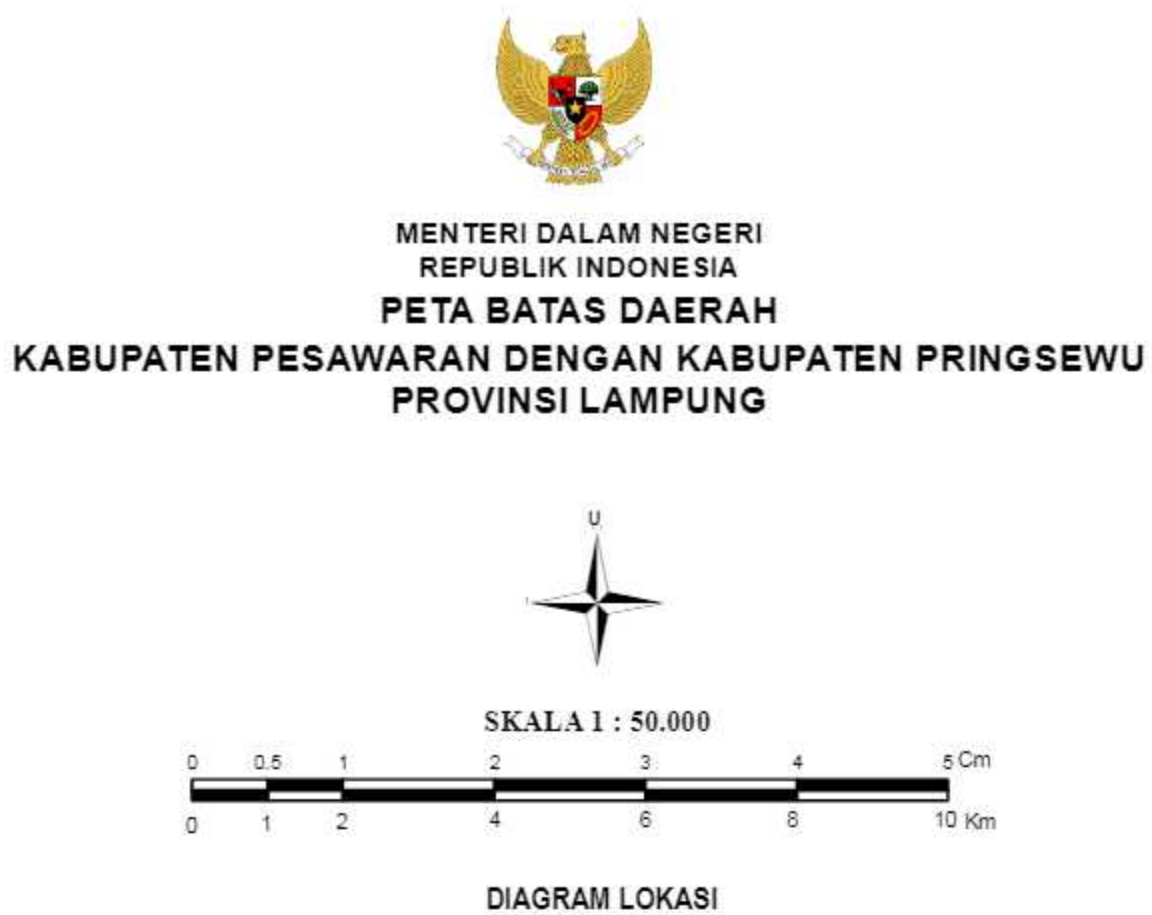 MENTERI DALAM NEGERI
REPUBLIK INDONESIA
PETA BATAS DAERAH
KABUPATEN PESAWARAN DENGAN KABUPATEN PRINGSEWU
PROVINSI LAMPUNG
U
SKALA 1 : 50.000
0 0.5 1 2 3 4 5 Cm
0 1 2 4 6 8 10 Km
DIAGRAM LOKASI